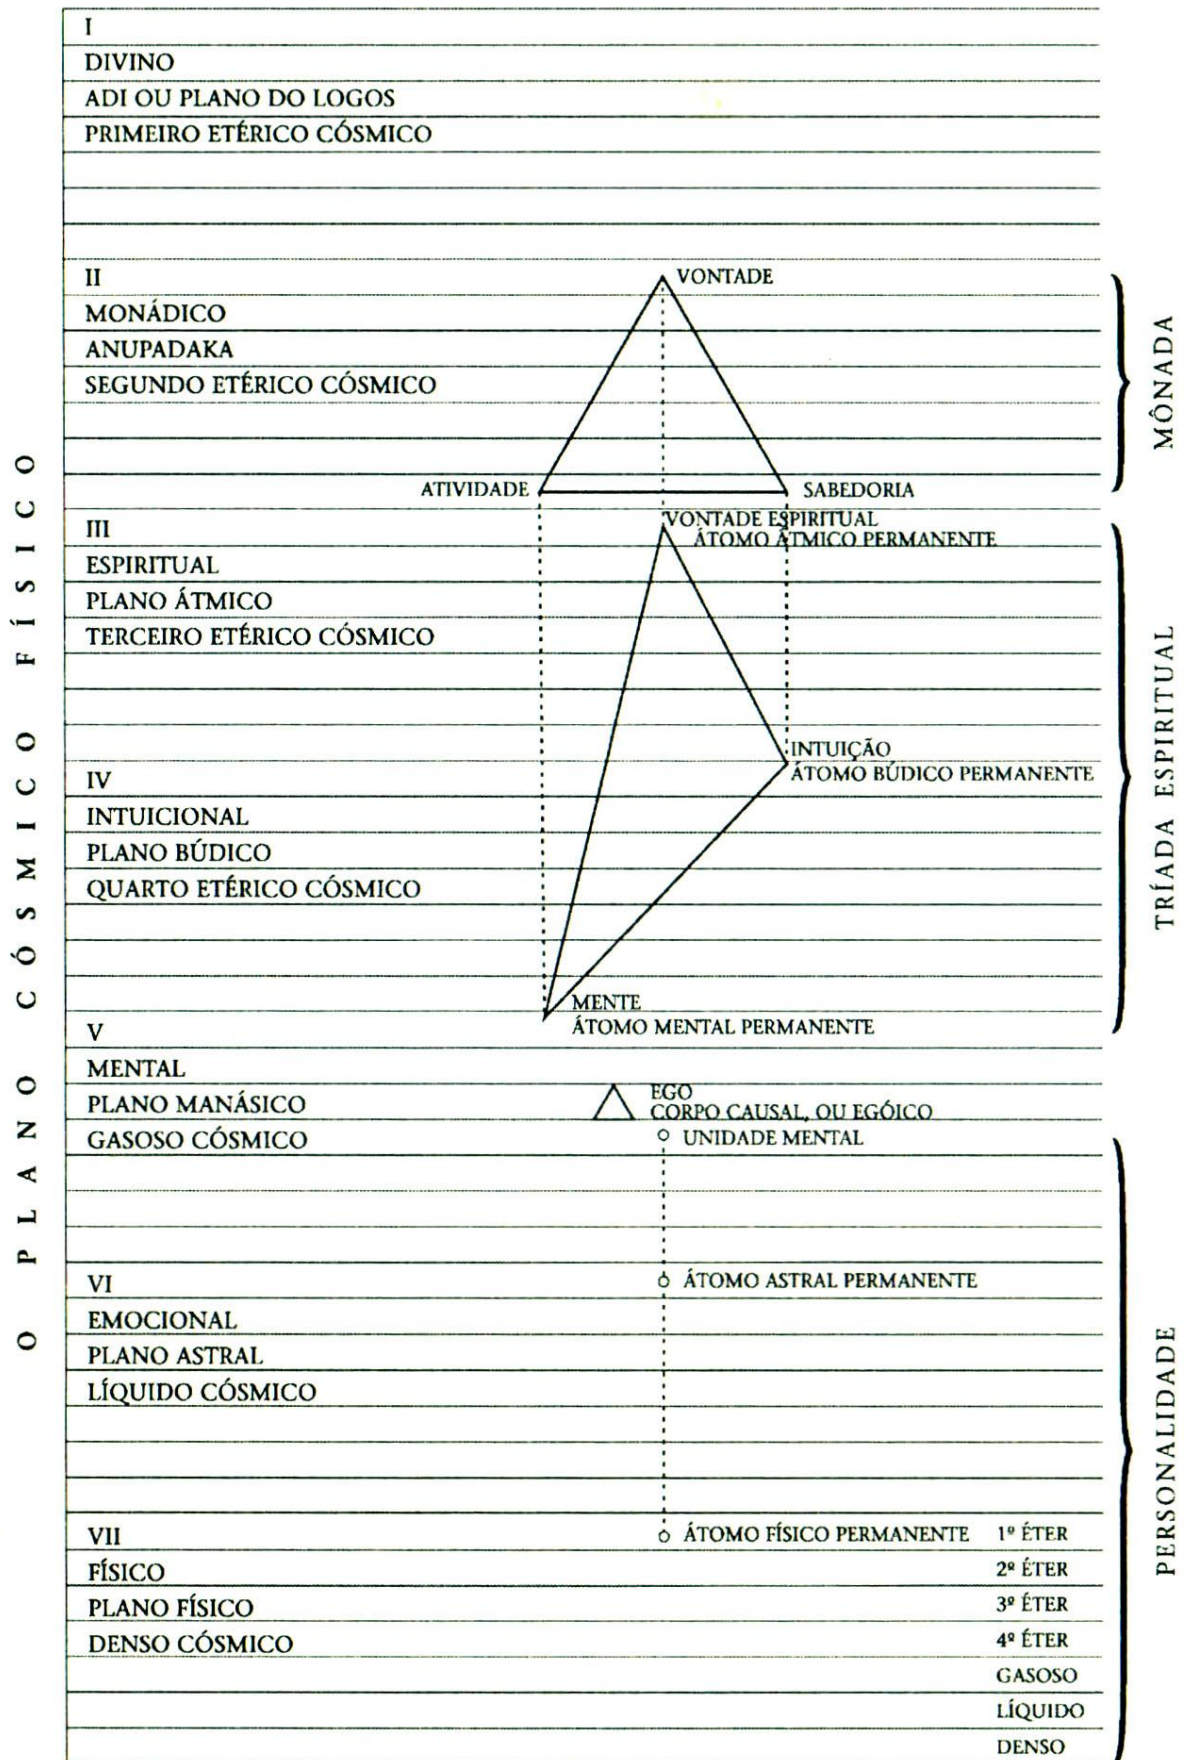 O PLANO CÓSMICO FÍSICO
I
DIVINO
ADI OU PLANO DO LOGOS
PRIMEIRO ETÉRICO CÓSMICO
II
VONTADE
MONÁDICO
ANUPADAKA
SEGUNDO ETÉRICO CÓSMICO
ATIVIDADE
SABEDORIA
MÔNADA
III
VONTADE ESPIRITUAL
ÁTOMO ÁTMICO PERMANENTE
ESPIRITUAL
PLANO ÁTMICO
TERCEIRO ETÉRICO CÓSMICO
INTUIÇÃO
ÁTOMO BÚDICO PERMANENTE
IV
INTUICIONAL
PLANO BÚDICO
QUARTO ETÉRICO CÓSMICO
MENTE
ÁTOMO MENTAL PERMANENTE
TRÍADA ESPIRITUAL
V
MENTAL
PLANO MANÁSICO
EGO
CORPO CAUSAL, OU EGÓICO
GASOSO CÓSMICO
UNIDADE MENTAL
VI
ÁTOMO ASTRAL PERMANENTE
EMOCIONAL
PLANO ASTRAL
LÍQUIDO CÓSMICO
VII
ÁTOMO FÍSICO PERMANENTE
1º ÉTER
FÍSICO
2º ÉTER
PLANO FÍSICO
3º ÉTER
DENSO CÓSMICO
4º ÉTER
GASOSO
LÍQUIDO
DENSO
PERSONALIDADE